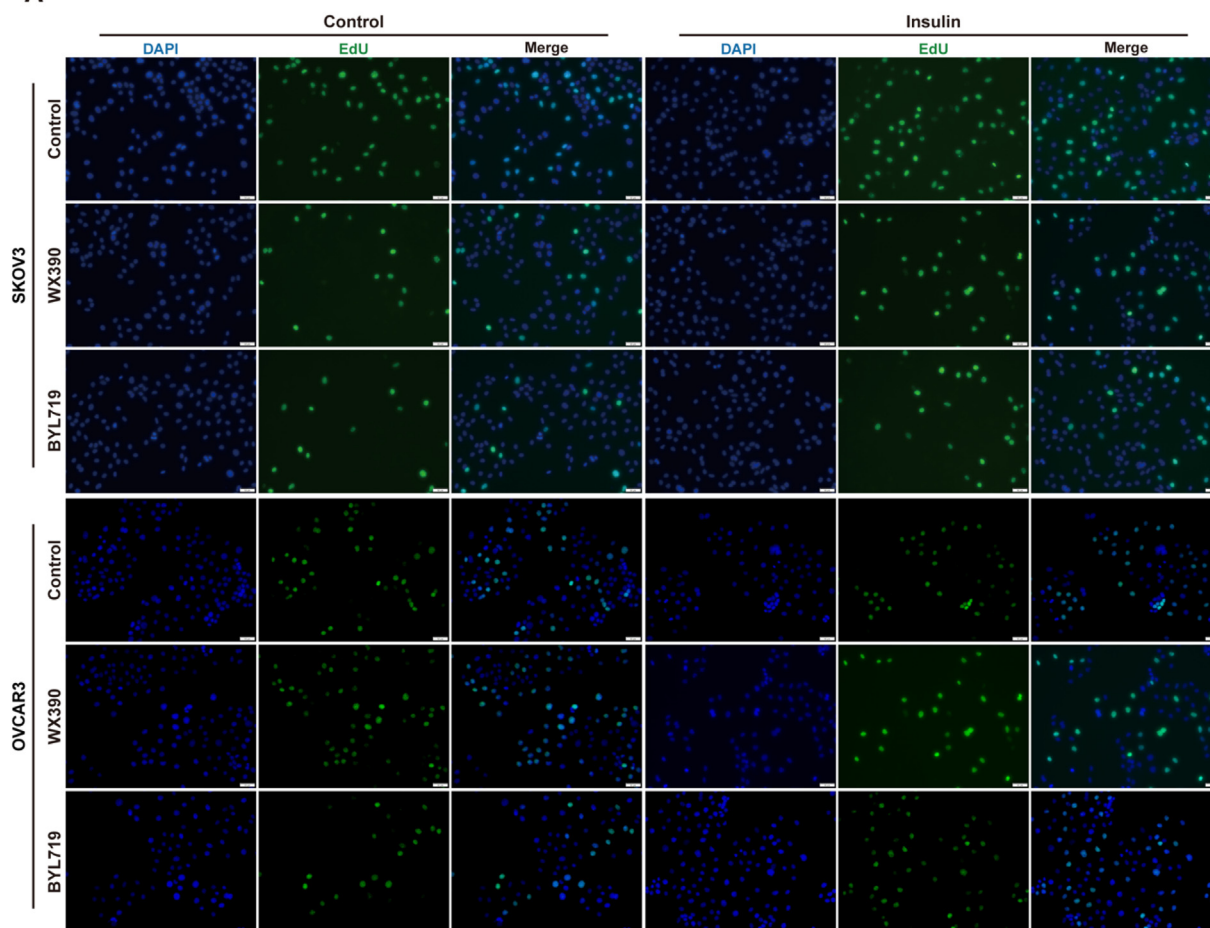 A
Control Insulin
DAPI EdU Merge DAPI EdU Merge
SKOV3
Control
WX390
BYL719
OVCAR3
Control
WX390
BYL719